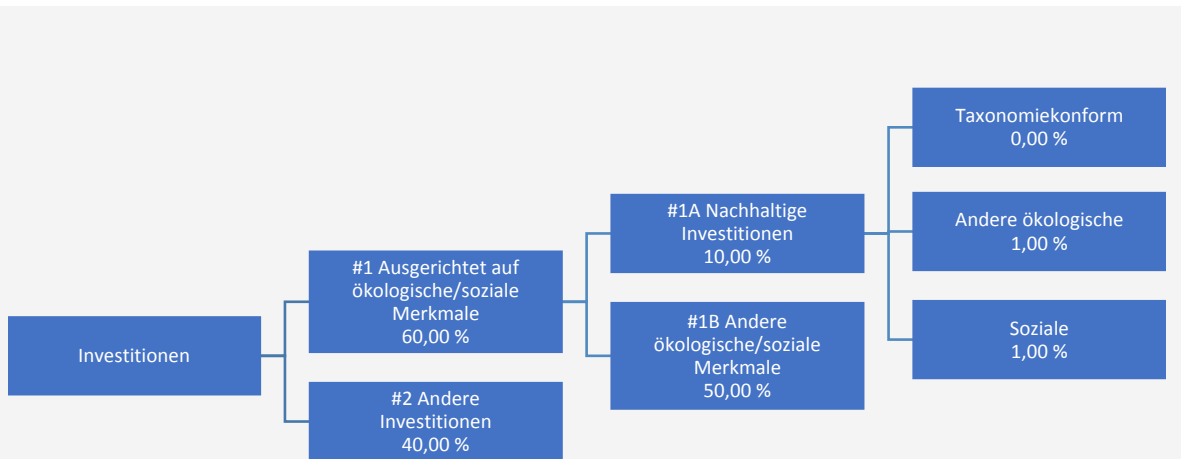 Investitionen
#1 Ausgerichtet auf
ökologische/soziale
Merkmale
60,00 %
#2 Andere
Investitionen
40,00 %
#1A Nachhaltige
Investitionen
10,00 %
#1B Andere
ökologische/soziale
Merkmale
50,00 %
Taxonomiekonform
0,00 %
Andere ökologische
1,00 %
Soziale
1,00 %